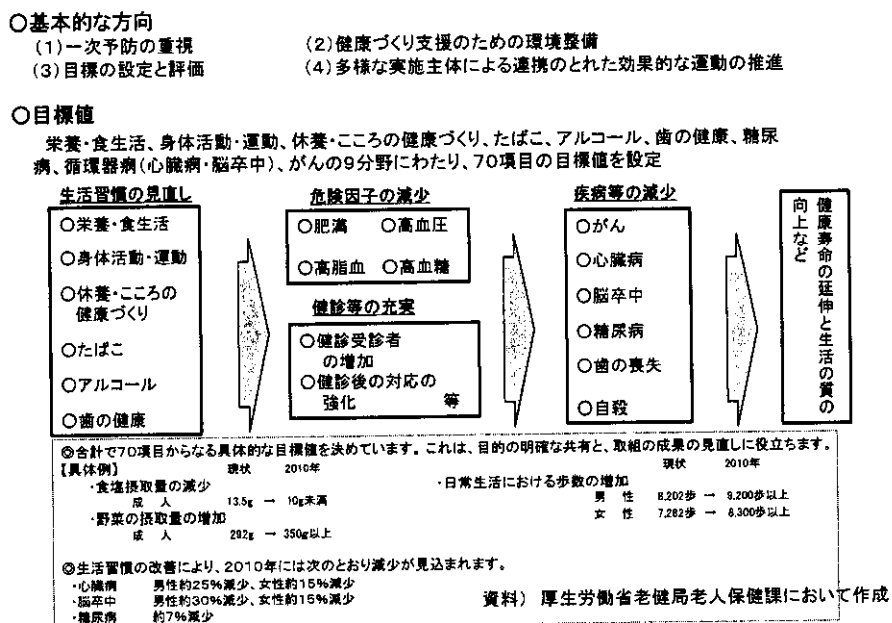 ○基本的な方向
(1)一次予防の重視
(2)健康づくり支援のための環境整備
(3)目標の設定と評価
(4)多様な実施主体による連携のとれた効果的な運動の推進
○目標値
栄養・食生活、身体活動・運動、休養・こころの健康づくり、たばこ、アルコール、歯の健康、糖尿
病、循環器病(心臓病・脳卒中)、がんの9分野にわたり、70項目の目標値を設定
生活習慣の見直し
○栄養・食生活
○身体活動・運動
○休養・こころの
健康づくり
○たばこ
○アルコール
○歯の健康
危険因子の減少
○肥満 ○高血圧
○高脂血 ○高血糖
健診等の充実
○健診受診者
の増加
○健診後の対応の
強化 等
疾病等の減少
○がん
○心臓病
○脳卒中
○糖尿病
○歯の喪失
○自殺
健康寿命の延伸と生活の質の
向上など
◎合計で70項目からなる具体的な目標値を決めています。これは、目的の明確な共有と、取組の成果の見直しに役立ちます。
【具体例】 現状 2010年
・食塩摂取量の減少
成 人 13.5g → 10g未満
・野菜の摂取量の増加
成 人 292g → 350g以上
現状 2010年
・日常生活における歩数の増加
男 性 8,202歩 → 9,200歩以上
女 性 7,282歩 → 8,300歩以上
◎生活習慣の改善により、2010年には次のとおり減少が見込まれます。
・心臓病 男性約25%減少、女性約15%減少
・脳卒中 男性約30%減少、女性約15%減少
・糖尿病 約7%減少
資料) 厚生労働省老健局老人保健課において作成